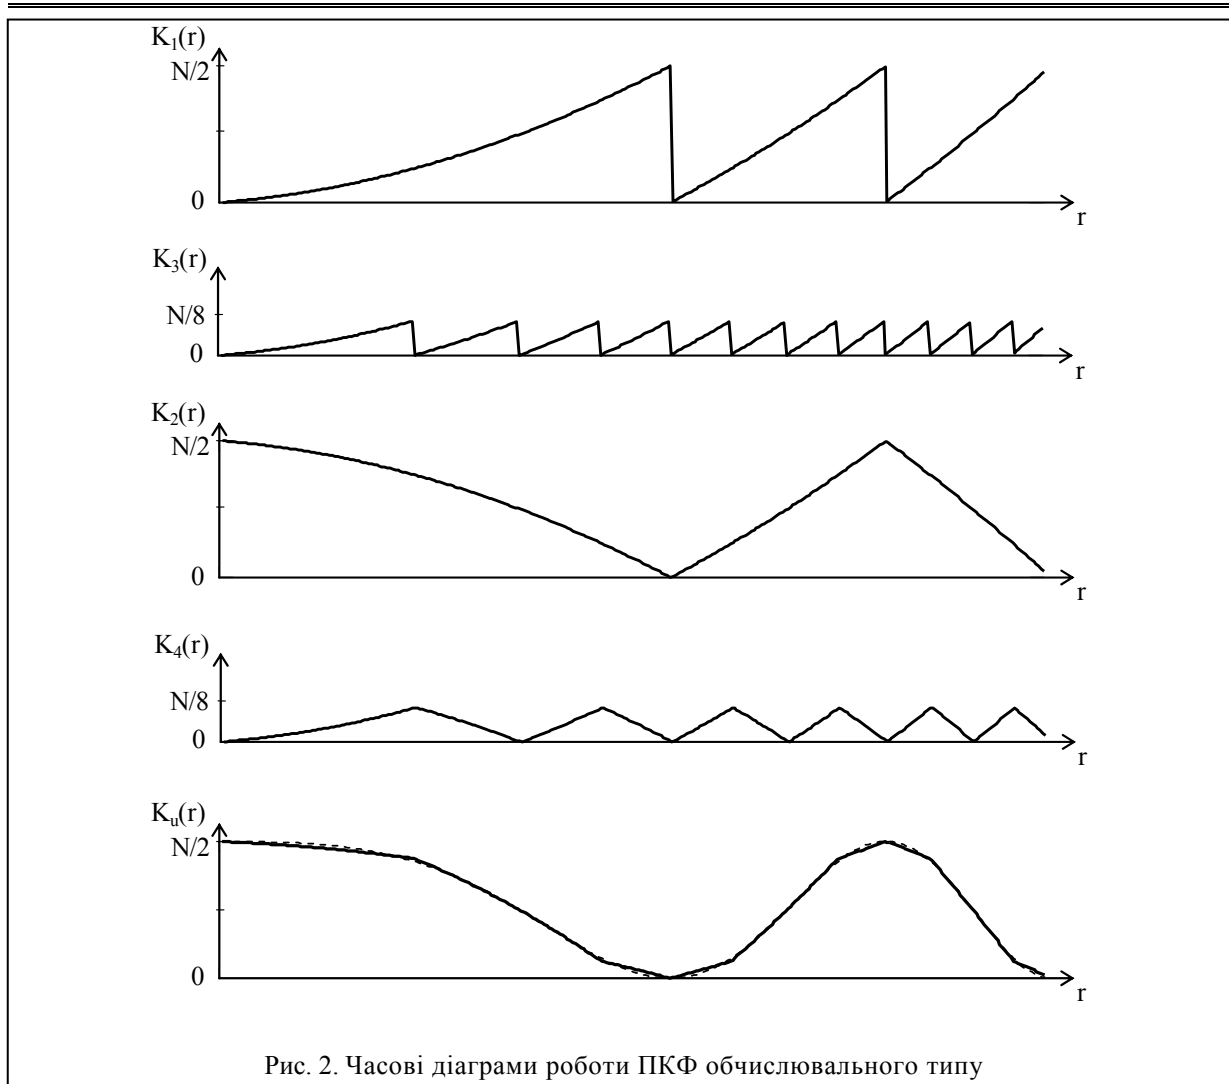 K₁(r)
N/2
0
r
K₃(r)
N/8
0
r
K₂(r)
N/2
0
r
K₄(r)
N/8
0
r
Kᵤ(r)
N/2
0
r
Рис. 2. Часові діаграми роботи ПКФ обчислювального типу